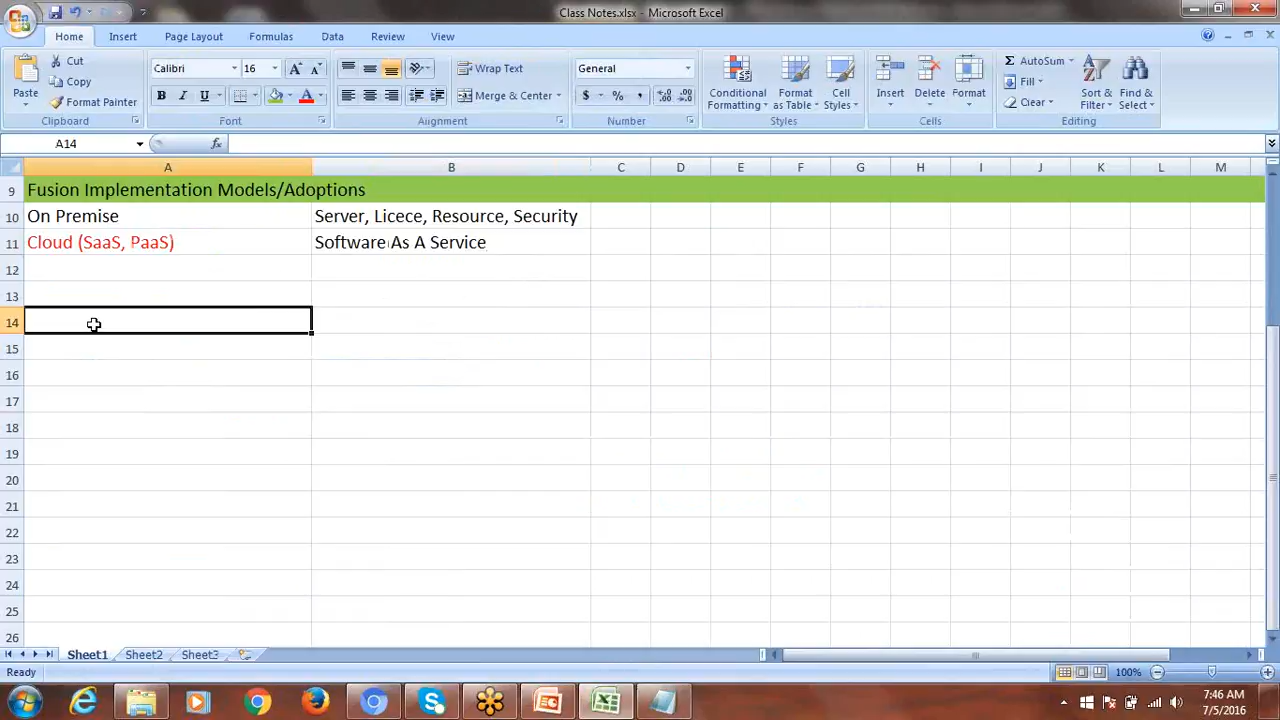 Class Notes.xlsx - Microsoft Excel
Home Insert Page Layout Formulas Data Review View
Paste
Cut
Copy
Format Painter
Clipboard
Calibri 16
B I U
Font
Wrap Text
Merge & Center
Alignment
General
$ % ,
Number
Conditional Formatting
Format as Table
Cell Styles
Styles
Insert Delete Format
Cells
AutoSum
Fill
Clear
Sort & Filter
Find & Select
Editing
A14
fx
A B C D E F G H I J K L M
9 Fusion Implementation Models/Adoptions
10 On Premise Server, Licece, Resource, Security
11 Cloud (SaaS, PaaS) Software As A Service
12
13
14
15
16
17
18
19
20
21
22
23
24
25
26
Sheet1 Sheet2 Sheet3
Ready
100%
7:46 AM
7/5/2016